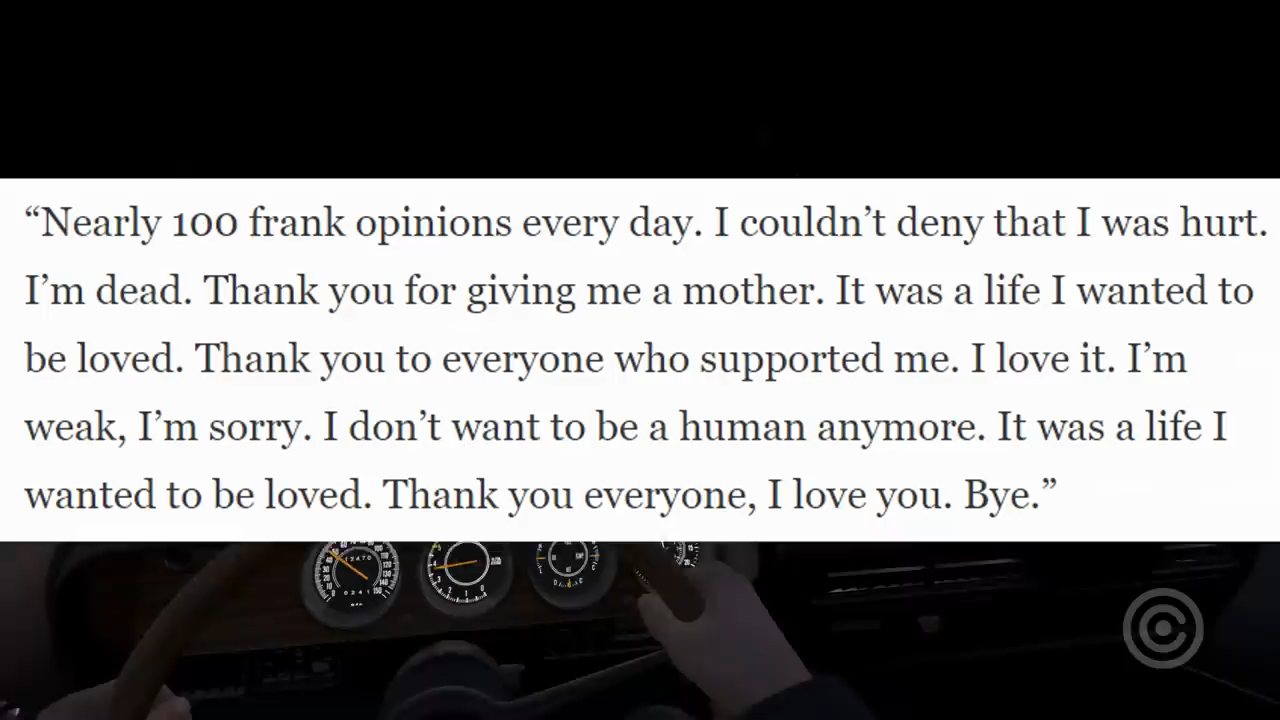 “Nearly 100 frank opinions every day. I couldn’t deny that I was hurt.
I’m dead. Thank you for giving me a mother. It was a life I wanted to
be loved. Thank you to everyone who supported me. I love it. I’m
weak, I’m sorry. I don’t want to be a human anymore. It was a life I
wanted to be loved. Thank you everyone, I love you. Bye.”